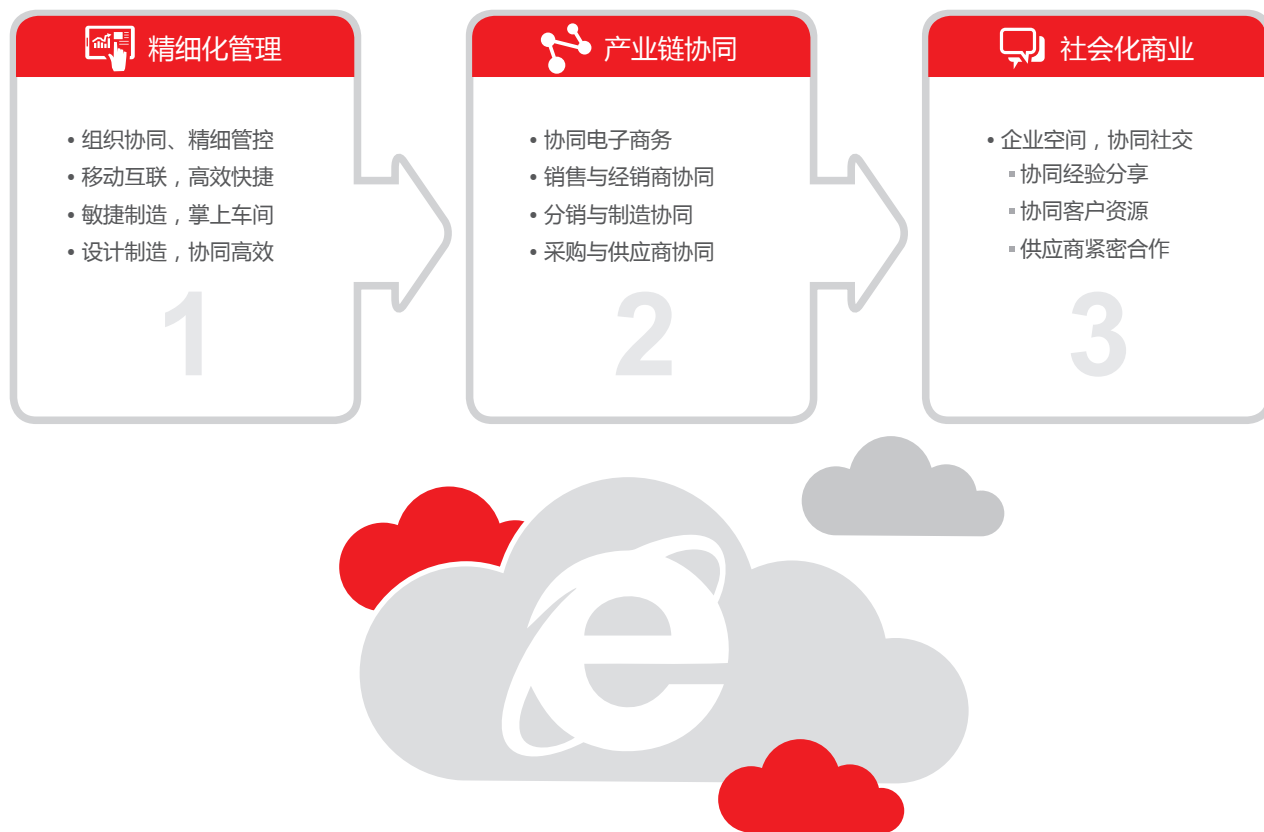 精细化管理
• 组织协同、精细管控
• 移动互联，高效快捷
• 敏捷制造，掌上车间
• 设计制造，协同高效
1
产业链协同
• 协同电子商务
• 销售与经销商协同
• 分销与制造协同
• 采购与供应商协同
2
社会化商业
• 企业空间，协同社交
▪ 协同经验分享
▪ 协同客户资源
▪ 供应商紧密合作
3
e